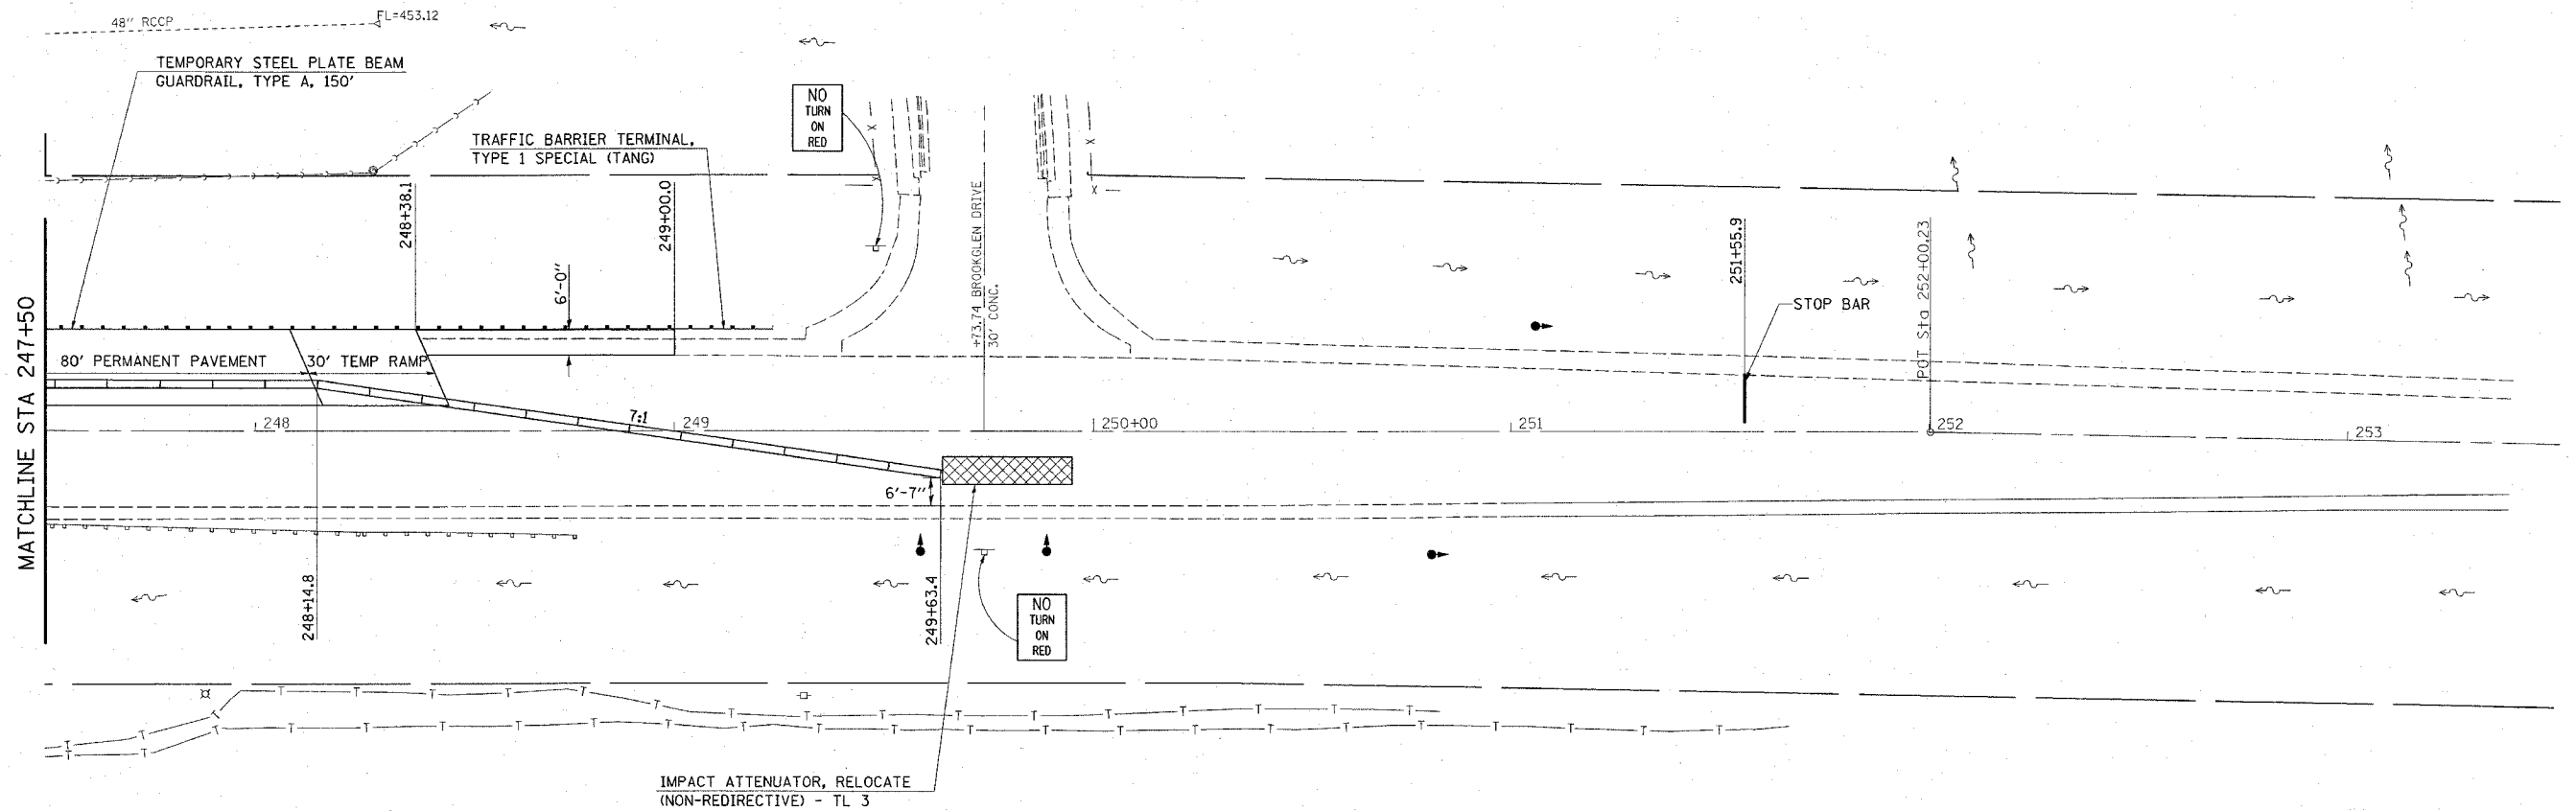 48" RCCP
FL=453.12
TEMPORARY STEEL PLATE BEAM
GUARDRAIL, TYPE A, 150'
TRAFFIC BARRIER TERMINAL,
TYPE 1 SPECIAL (TANG)
NO
TURN
ON
RED
248+38.1
249+00.0
6'-0"
+73.74 BROOKGLEN DRIVE
30' CONC.
251+55.9
STOP BAR
POT Sta 252+00.23
MATCHLINE STA 247+50
80' PERMANENT PAVEMENT
30' TEMP RAMP
7:1
248
249
250+00
251
252
253
6'-7"
248+14.8
249+63.4
NO
TURN
ON
RED
IMPACT ATTENUATOR, RELOCATE
(NON-REDIRECTIVE) - TL 3